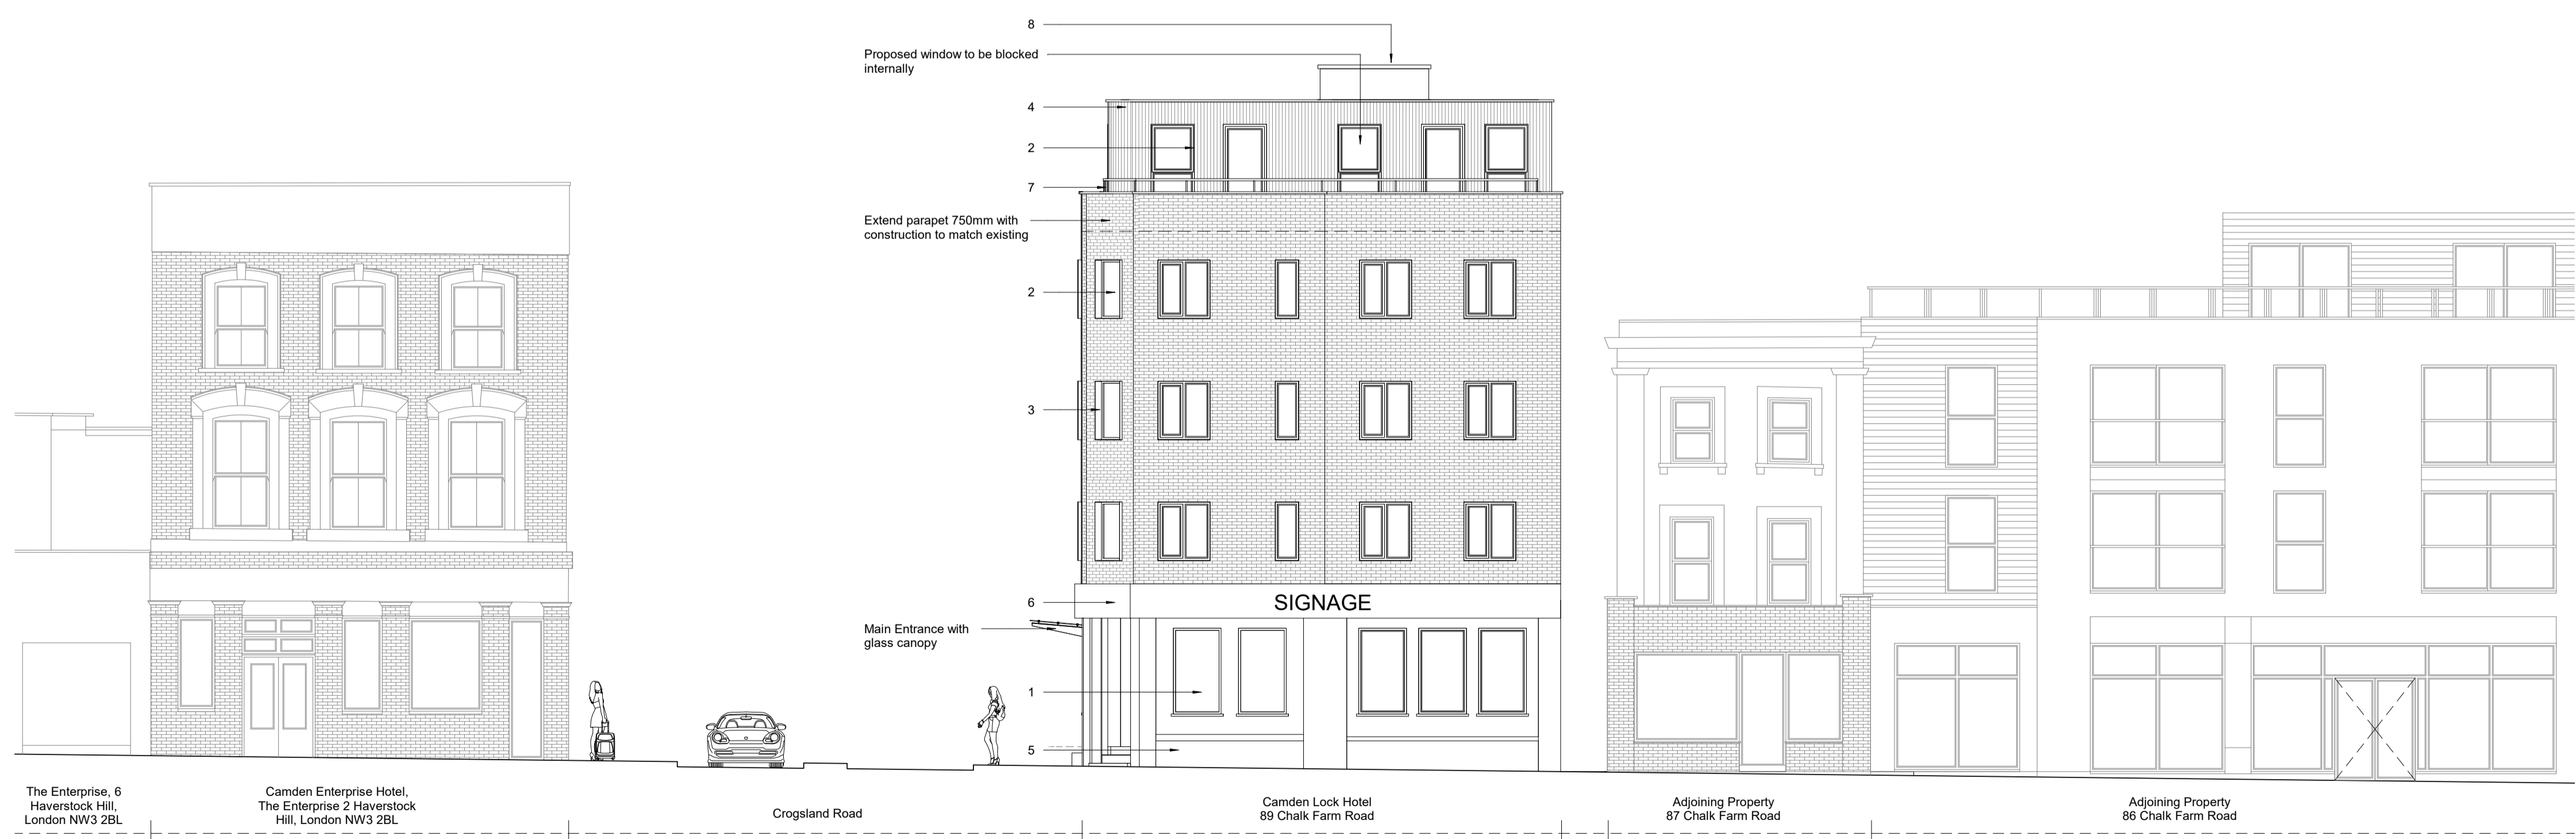 8
Proposed window to be blocked
internally
4
2
7
Extend parapet 750mm with
construction to match existing
2
3
6
SIGNAGE
Main Entrance with
glass canopy
1
5
The Enterprise, 6
Haverstock Hill,
London NW3 2BL
Camden Enterprise Hotel,
The Enterprise 2 Haverstock
Hill, London NW3 2BL
Crogsland Road
Camden Lock Hotel
89 Chalk Farm Road
Adjoining Property
87 Chalk Farm Road
Adjoining Property
86 Chalk Farm Road